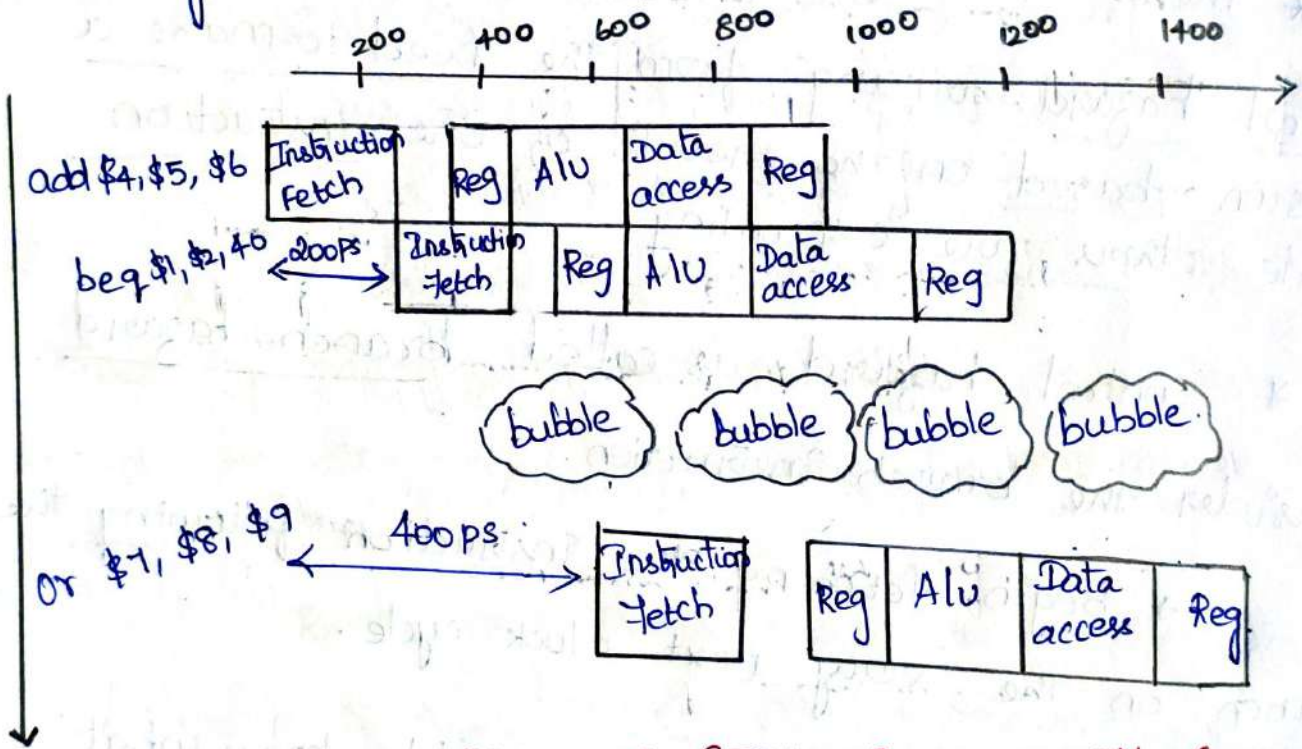 200 400 600 800 1000 1200 1400
add $4, $5, $6 Instruction Fetch Reg Alu Data access Reg
beq $1, $2, 40 200ps Instruction Fetch Reg Alu Data access Reg
bubble bubble bubble bubble
or $7, $8, $9 400ps Instruction Fetch Reg Alu Data access Reg